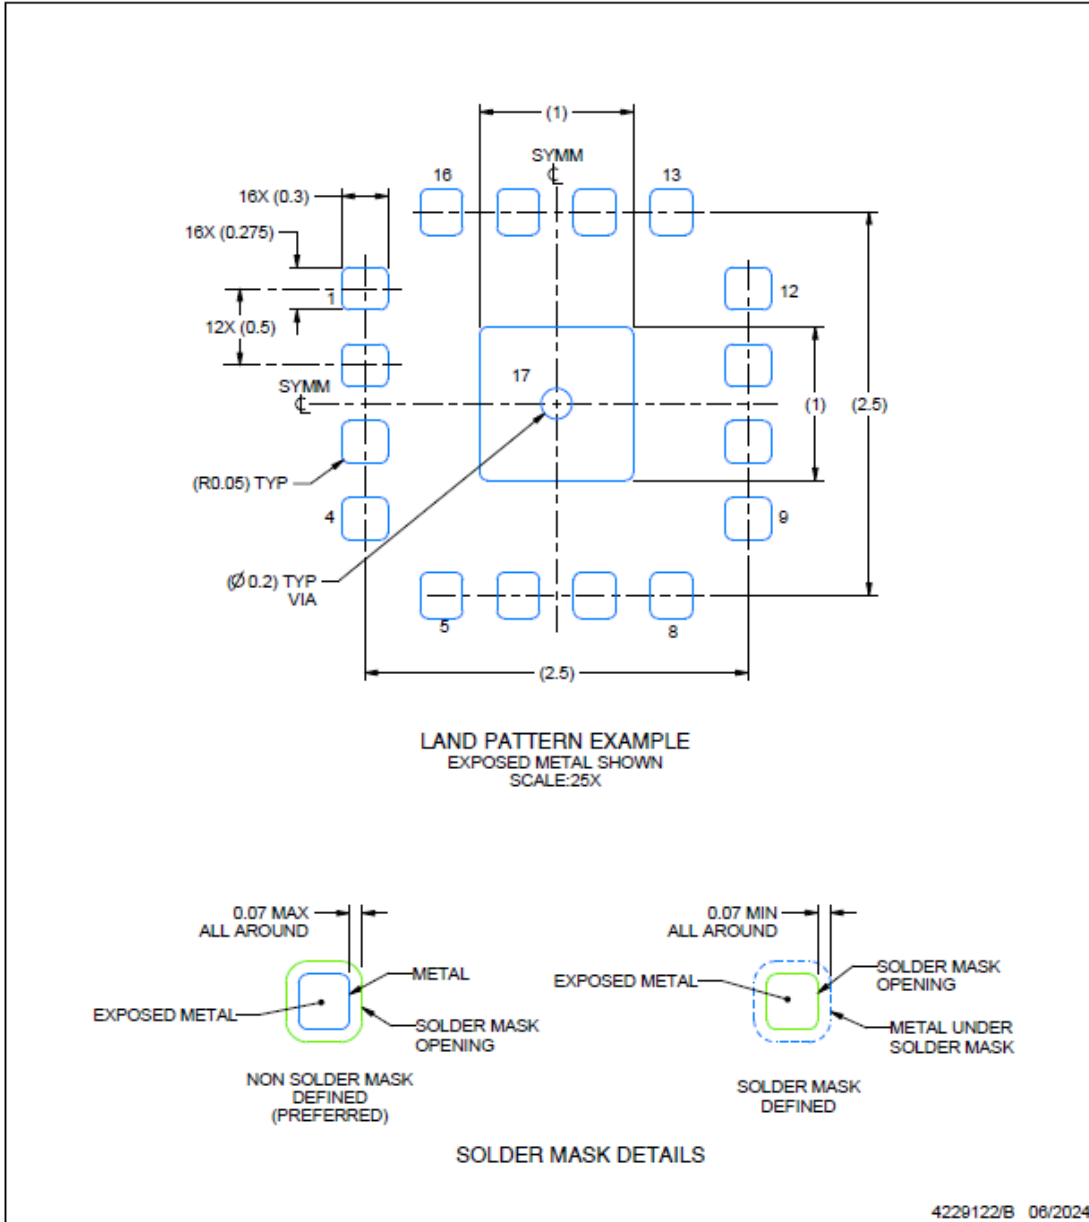 (1)
SYMM
℄
16
13
16X (0.3)
16X (0.275)
1
12
12X (0.5)
17
SYMM
℄
(1)
(2.5)
(R0.05) TYP
4
9
(Ø 0.2) TYP
VIA
5
8
(2.5)
LAND PATTERN EXAMPLE
EXPOSED METAL SHOWN
SCALE:25X
0.07 MAX
ALL AROUND
METAL
EXPOSED METAL
SOLDER MASK
OPENING
NON SOLDER MASK
DEFINED
(PREFERRED)
0.07 MIN
ALL AROUND
EXPOSED METAL
SOLDER MASK
OPENING
METAL UNDER
SOLDER MASK
SOLDER MASK
DEFINED
SOLDER MASK DETAILS
4229122/B 06/2024